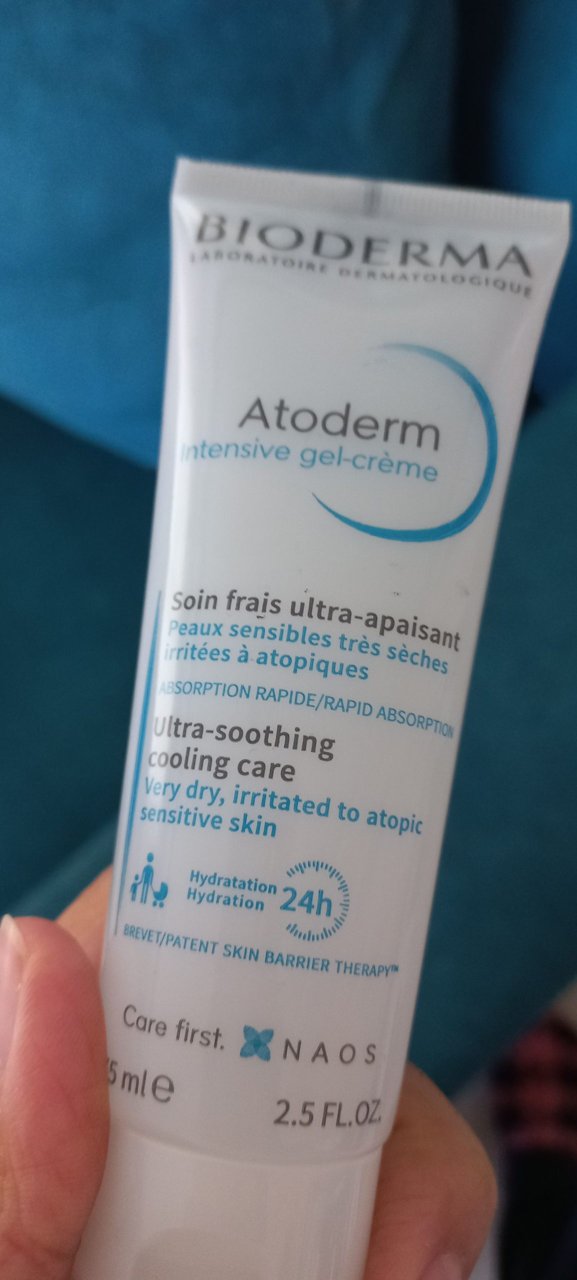 BIODERMA
LABORATOIRE DERMATOLOGIQUE
Atoderm
Intensive gel-crème
Soin frais ultra-apaisant
Peaux sensibles très sèches
irritées à atopiques
ABSORPTION RAPIDE/RAPID ABSORPTION
Ultra-soothing
cooling care
Very dry, irritated to atopic
sensitive skin
Hydratation
Hydration 24h
BREVET/PATENT SKIN BARRIER THERAPY™
Care first. NAOS
5 ml e
2.5 FL.OZ.